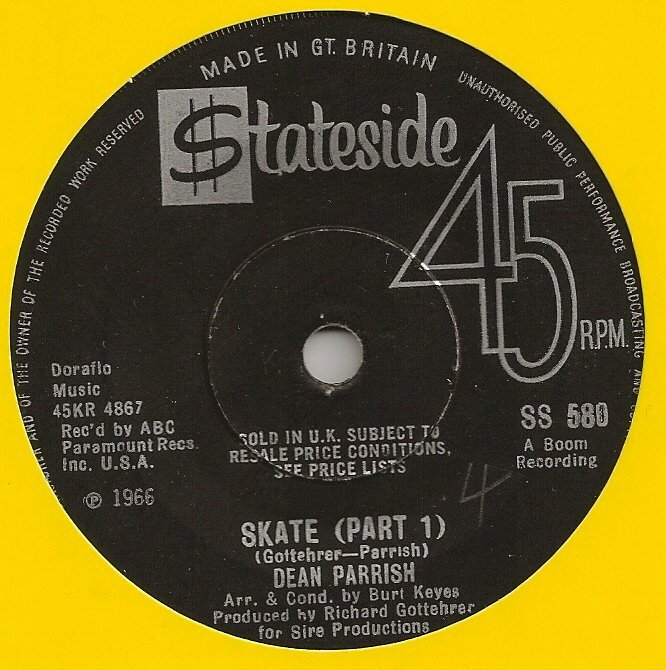 MADE IN GT. BRITAIN
UNAUTHORISED PUBLIC PERFORMANCE BROADCASTING AND
AND OF THE OWNER OF THE RECORDED WORK RESERVED
$tateside
45
R.P.M.
Doraflo
Music
45KR 4867
Rec'd by ABC
Paramount Recs.
Inc. U.S.A.
℗ 1966
SS 580
A Boom
Recording
SOLD IN U.K. SUBJECT TO
RESALE PRICE CONDITIONS,
SEE PRICE LISTS
4
SKATE (PART 1)
(Gottehrer—Parrish)
DEAN PARRISH
Arr. & Cond. by Burt Keyes
Produced by Richard Gottehrer
for Sire Productions